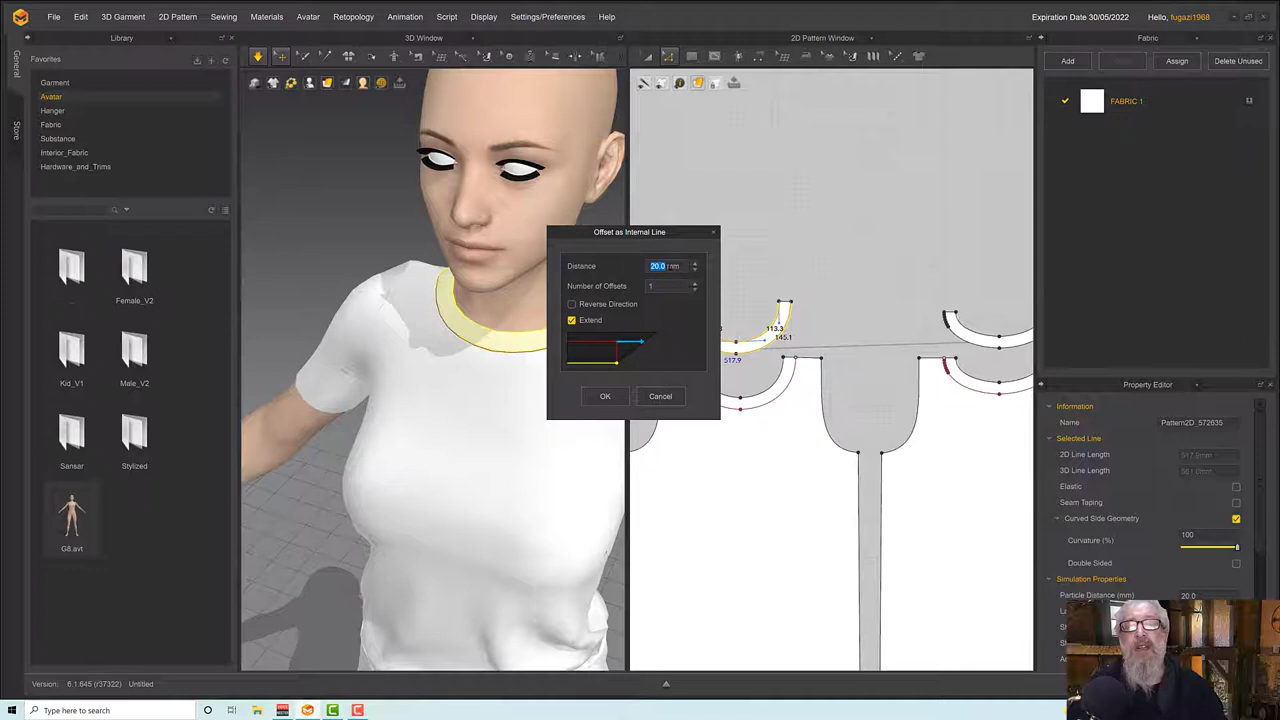 File Edit 3D Garment 2D Pattern Sewing Materials Avatar Retopology Animation Script Display Settings/Preferences Help
Expiration Date 30/05/2022 Hello, fugazi1968
Library
3D Window
2D Pattern Window
Fabric
General
Store
Favorites
Garment
Avatar
Hanger
Fabric
Substance
Interior_Fabric
Hardware_and_Trims
..
Female_V2
Kid_V1
Male_V2
Sansar
Stylized
G8.avt
Offset as Internal Line
Distance 20.0 mm
Number of Offsets 1
Reverse Direction
Extend
OK Cancel
113.3
145.1
517.9
Add Assign Delete Unused
FABRIC 1
Property Editor
Information
Name Pattern2D_572635
Selected Line
2D Line Length 517.9mm
3D Line Length
Elastic
Seam Taping
Curved Side Geometry
Curvature (%) 100
Double Sided
Simulation Properties
Particle Distance (mm) 20.0
Version: 6.1.645 (r37322) Untitled
Type here to search